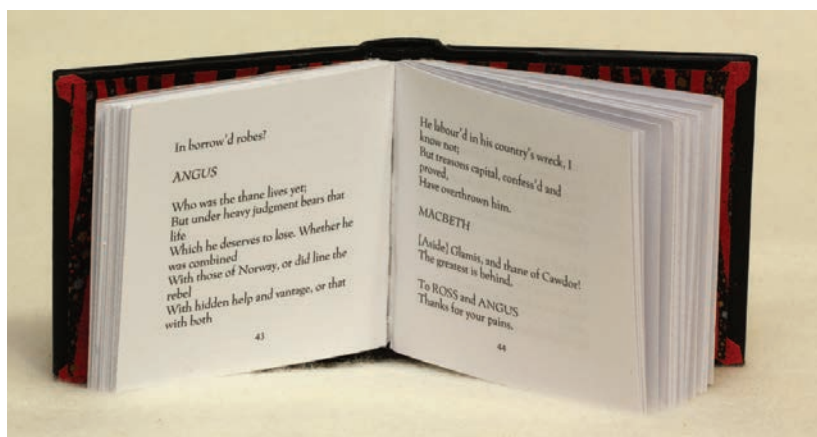 In borrow'd robes?
ANGUS
Who was the thane lives yet;
But under heavy judgment bears that
life
Which he deserves to lose. Whether he
was combined
With those of Norway, or did line the
rebel
With hidden help and vantage, or that
with both
43
He labour'd in his country's wreck, I
know not;
But treasons capital, confess'd and
proved,
Have overthrown him.
MACBETH
[Aside] Glamis, and thane of Cawdor!
The greatest is behind.
To ROSS and ANGUS
Thanks for your pains.
44